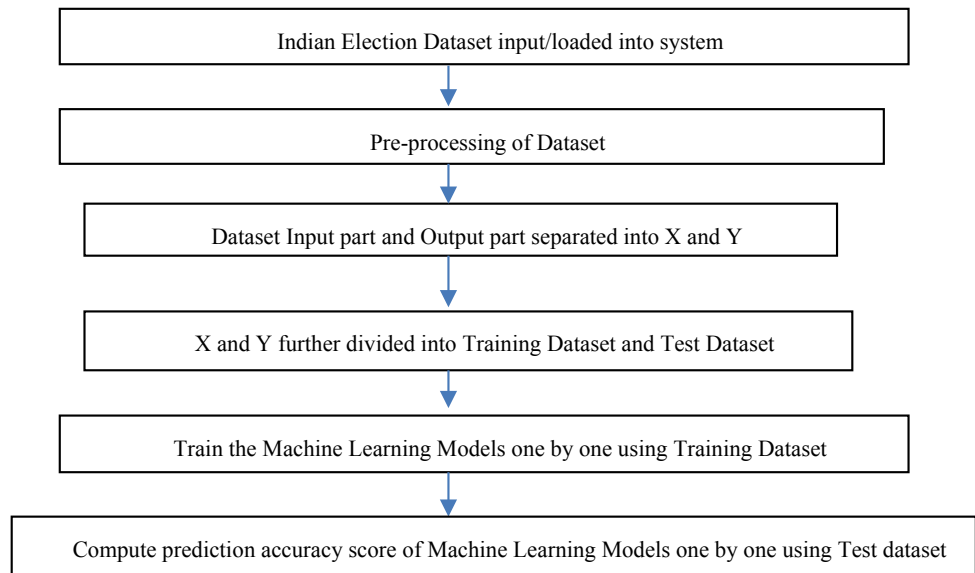 Indian Election Dataset input/loaded into system
Pre-processing of Dataset
Dataset Input part and Output part separated into X and Y
X and Y further divided into Training Dataset and Test Dataset
Train the Machine Learning Models one by one using Training Dataset
Compute prediction accuracy score of Machine Learning Models one by one using Test dataset